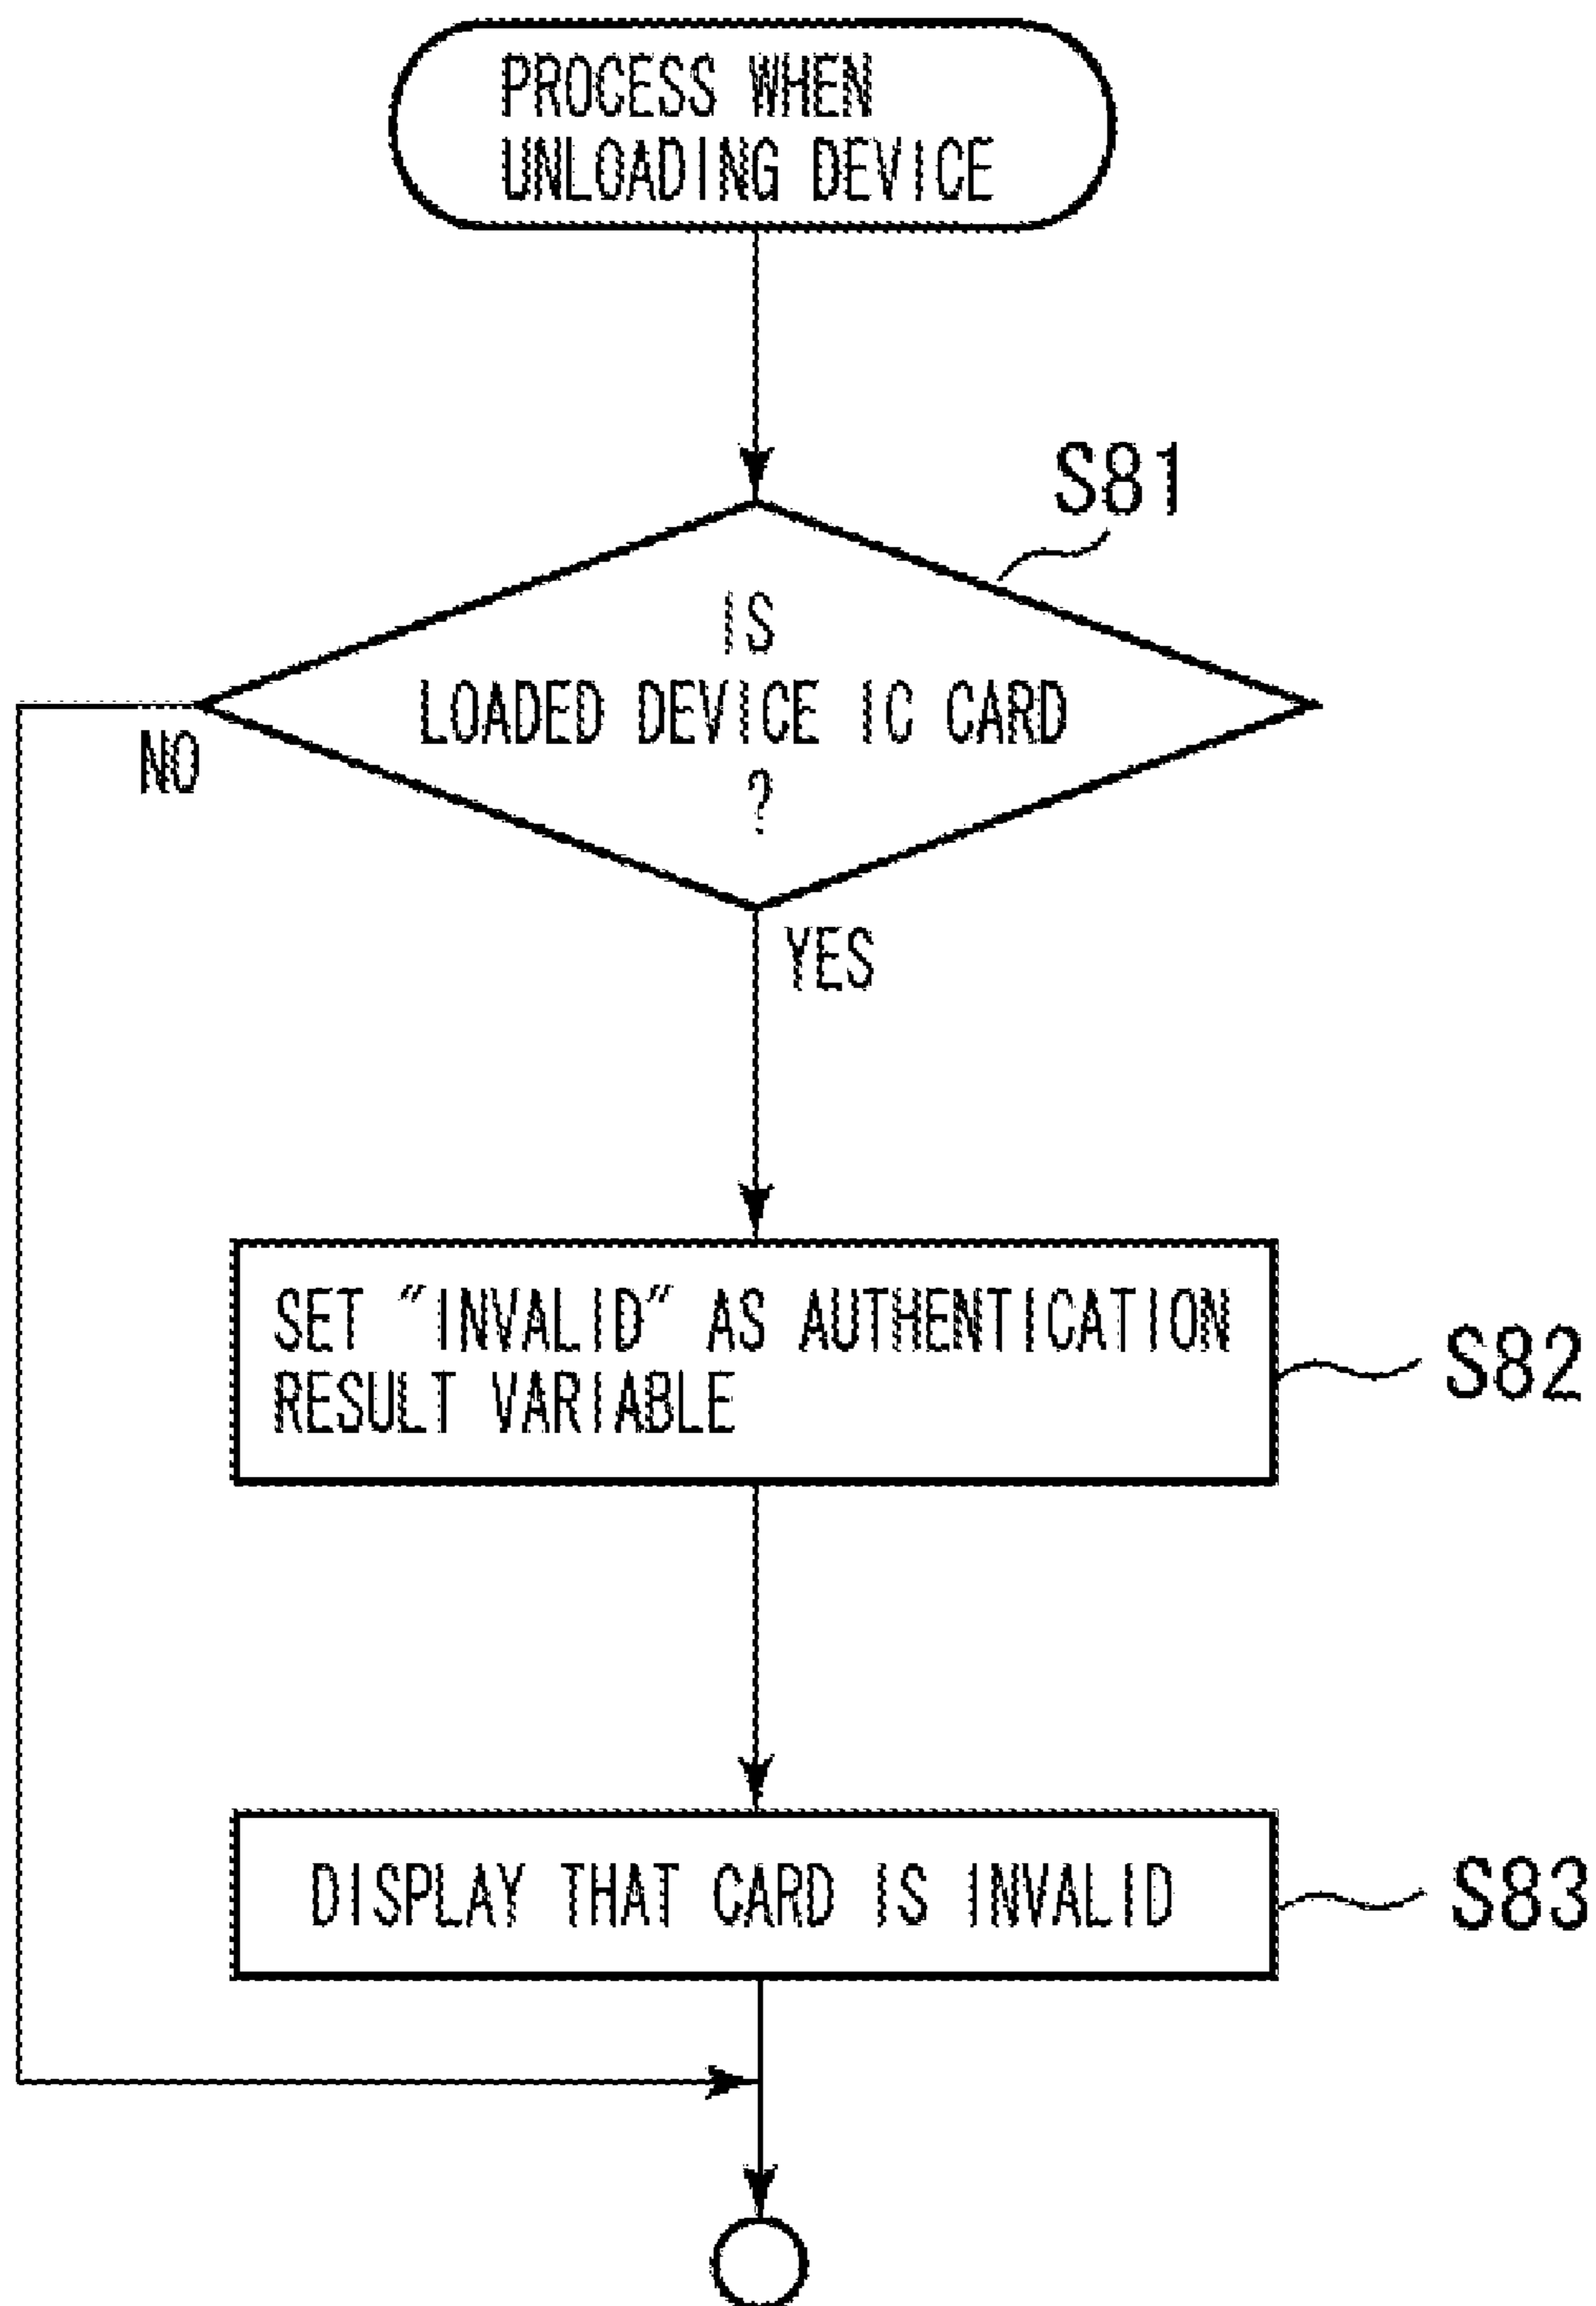 PROCESS WHEN
UNLOADING DEVICE
S81
IS
LOADED DEVICE IC CARD
?
NO
YES
SET "INVALID" AS AUTHENTICATION
RESULT VARIABLE
S82
DISPLAY THAT CARD IS INVALID
S83